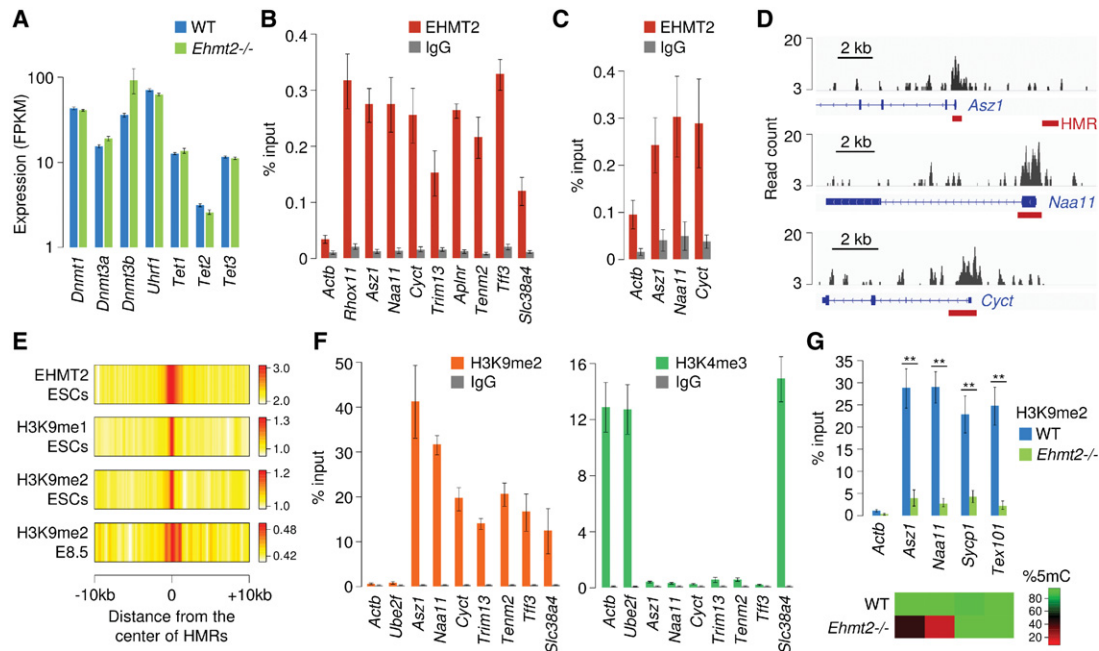 A
WT
Ehmt2-/-
Expression (FPKM)
100
10
1
Dnmt1
Dnmt3a
Dnmt3b
Uhrf1
Tet1
Tet2
Tet3
B
EHMT2
IgG
% input
0.4
0.3
0.2
0.1
0
Actb
Rhox11
Asz1
Naa11
Cyct
Trim13
Aplnr
Tenm2
Tff3
Slc38a4
C
EHMT2
IgG
% input
0.4
0.3
0.2
0.1
0
Actb
Asz1
Naa11
Cyct
D
Read count
20
2 kb
3
Asz1
HMR
20
2 kb
3
Naa11
20
2 kb
3
Cyct
E
EHMT2
ESCs
3.0
2.0
H3K9me1
ESCs
1.3
1.0
H3K9me2
ESCs
1.2
1.0
H3K9me2
E8.5
0.48
0.42
-10kb 0 +10kb
Distance from the
center of HMRs
F
H3K9me2
IgG
% input
50
40
30
20
10
0
Actb
Ube2f
Asz1
Naa11
Cyct
Trim13
Tenm2
Tff3
Slc38a4
H3K4me3
IgG
16
12
8
4
0
Actb
Ube2f
Asz1
Naa11
Cyct
Trim13
Tenm2
Tff3
Slc38a4
G
% input
35
30
25
20
15
10
5
0
** ** ** **
H3K9me2
WT
Ehmt2-/-
Actb
Asz1
Naa11
Sycp1
Tex101
%5mC
WT
Ehmt2-/-
80
60
40
20